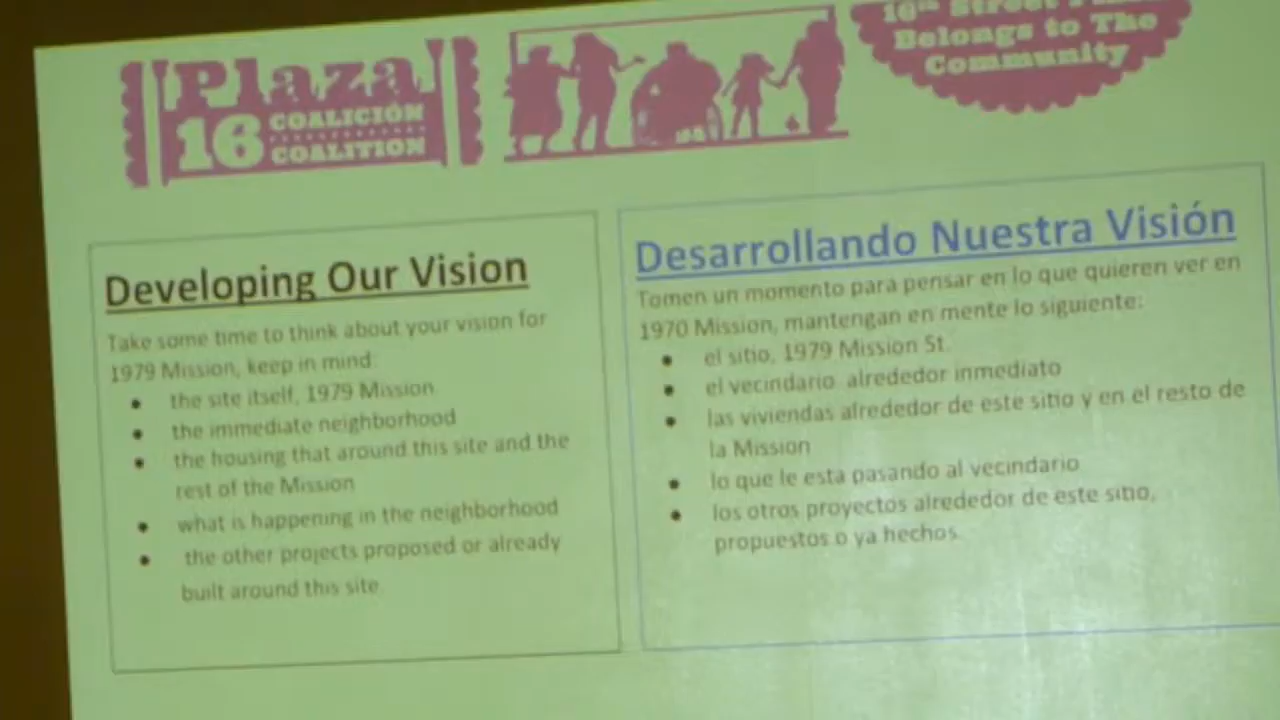 Plaza
16 COALICIÓN
COALITION
16th Street
Belongs to The
Community
Developing Our Vision
Take some time to think about your vision for
1979 Mission, keep in mind:
• the site itself, 1979 Mission
• the immediate neighborhood
• the housing that around this site and the
rest of the Mission
• what is happening in the neighborhood
• the other projects proposed or already
built around this site
Desarrollando Nuestra Visión
Tomen un momento para pensar en lo que quieren ver en
1970 Mission, mantengan en mente lo siguiente:
• el sitio, 1979 Mission St.
• el vecindario alrededor inmediato
• las viviendas alrededor de este sitio y en el resto de
la Mission
• lo que le esta pasando al vecindario
• los otros proyectos alrededor de este sitio,
propuestos o ya hechos.